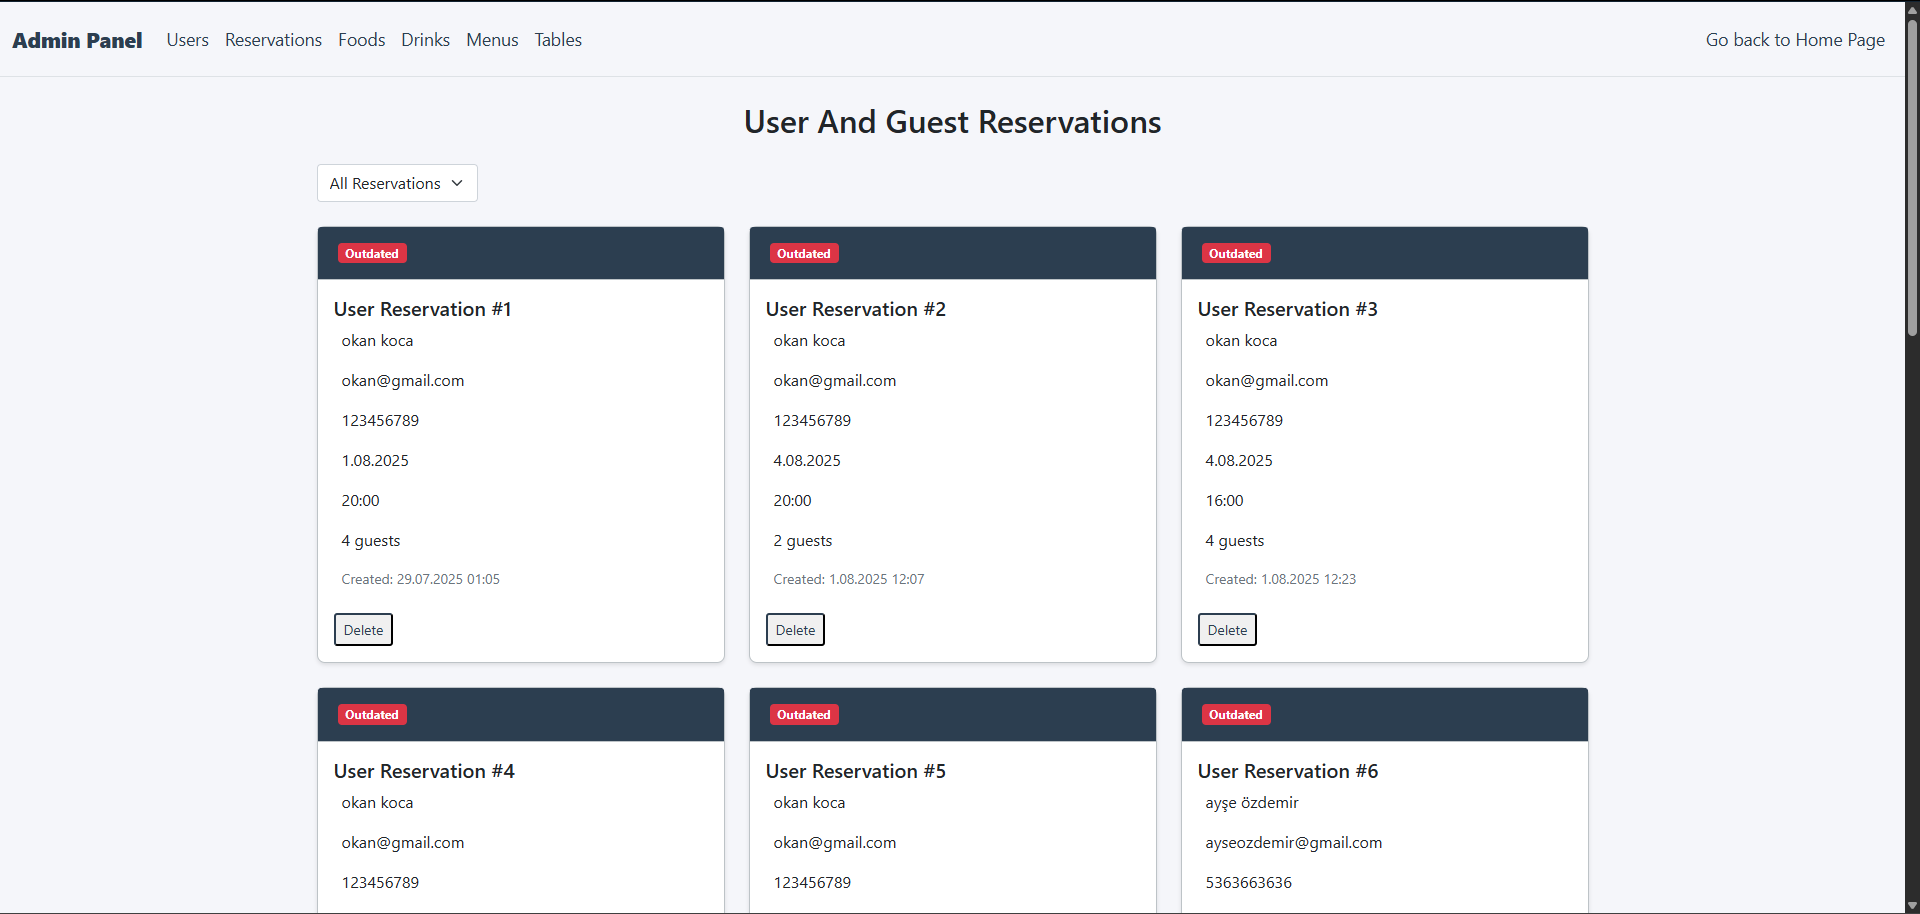 Admin Panel Users Reservations Foods Drinks Menus Tables Go back to Home Page
User And Guest Reservations
All Reservations
Outdated
User Reservation #1
okan koca
okan@gmail.com
123456789
1.08.2025
20:00
4 guests
Created: 29.07.2025 01:05
Delete
Outdated
User Reservation #2
okan koca
okan@gmail.com
123456789
4.08.2025
20:00
2 guests
Created: 1.08.2025 12:07
Delete
Outdated
User Reservation #3
okan koca
okan@gmail.com
123456789
4.08.2025
16:00
4 guests
Created: 1.08.2025 12:23
Delete
Outdated
User Reservation #4
okan koca
okan@gmail.com
123456789
Outdated
User Reservation #5
okan koca
okan@gmail.com
123456789
Outdated
User Reservation #6
ayşe özdemir
ayseozdemir@gmail.com
5363663636